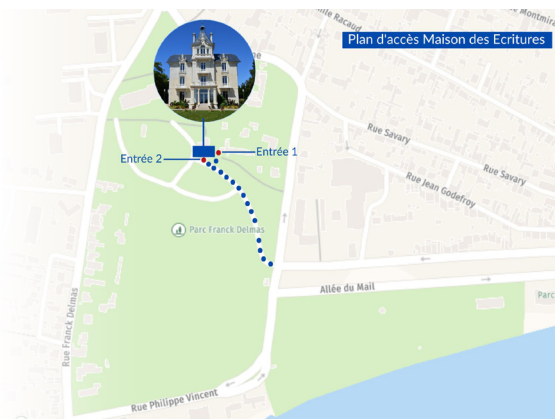 Plan d'accès Maison des Ecritures
Rue Savary
Rue Savary
Rue Jean Godefroy
Entrée 1
Entrée 2
Parc Franck Delmas
Allée du Mail
Parc
Rue Franck Delmas
Rue Philippe Vincent